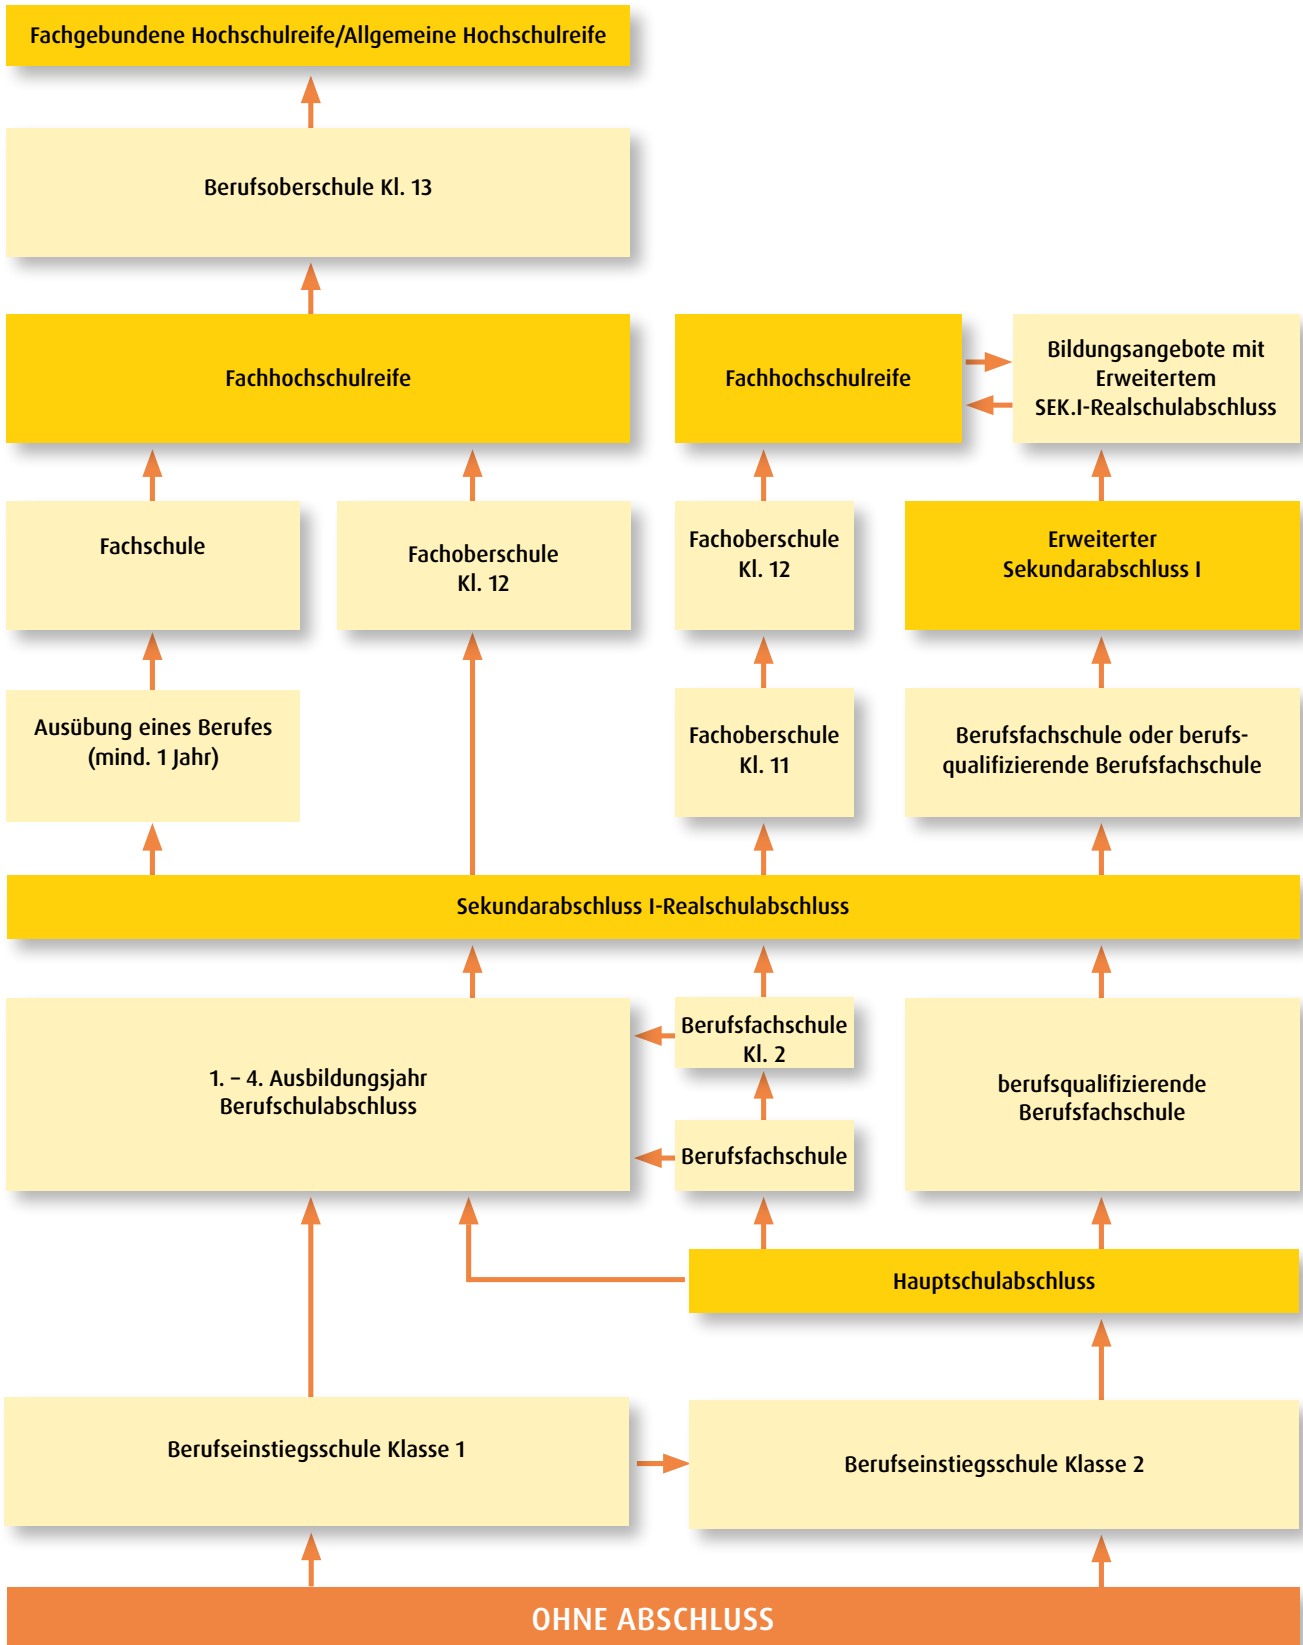 Fachgebundene Hochschulreife/Allgemeine Hochschulreife
Berufsoberschule Kl. 13
Fachhochschulreife
Fachhochschulreife
Bildungsangebote mit
Erweitertem
SEK.I-Realschulabschluss
Fachschule
Fachoberschule
Kl. 12
Fachoberschule
Kl. 12
Erweiterter
Sekundarabschluss I
Ausübung eines Berufes
(mind. 1 Jahr)
Fachoberschule
Kl. 11
Berufsfachschule oder berufs-
qualifizierende Berufsfachschule
Sekundarabschluss I-Realschulabschluss
1. – 4. Ausbildungsjahr
Berufschulabschluss
Berufsfachschule
Kl. 2
Berufsfachschule
berufsqualifizierende
Berufsfachschule
Hauptschulabschluss
Berufseinstiegsschule Klasse 1
Berufseinstiegsschule Klasse 2
OHNE ABSCHLUSS